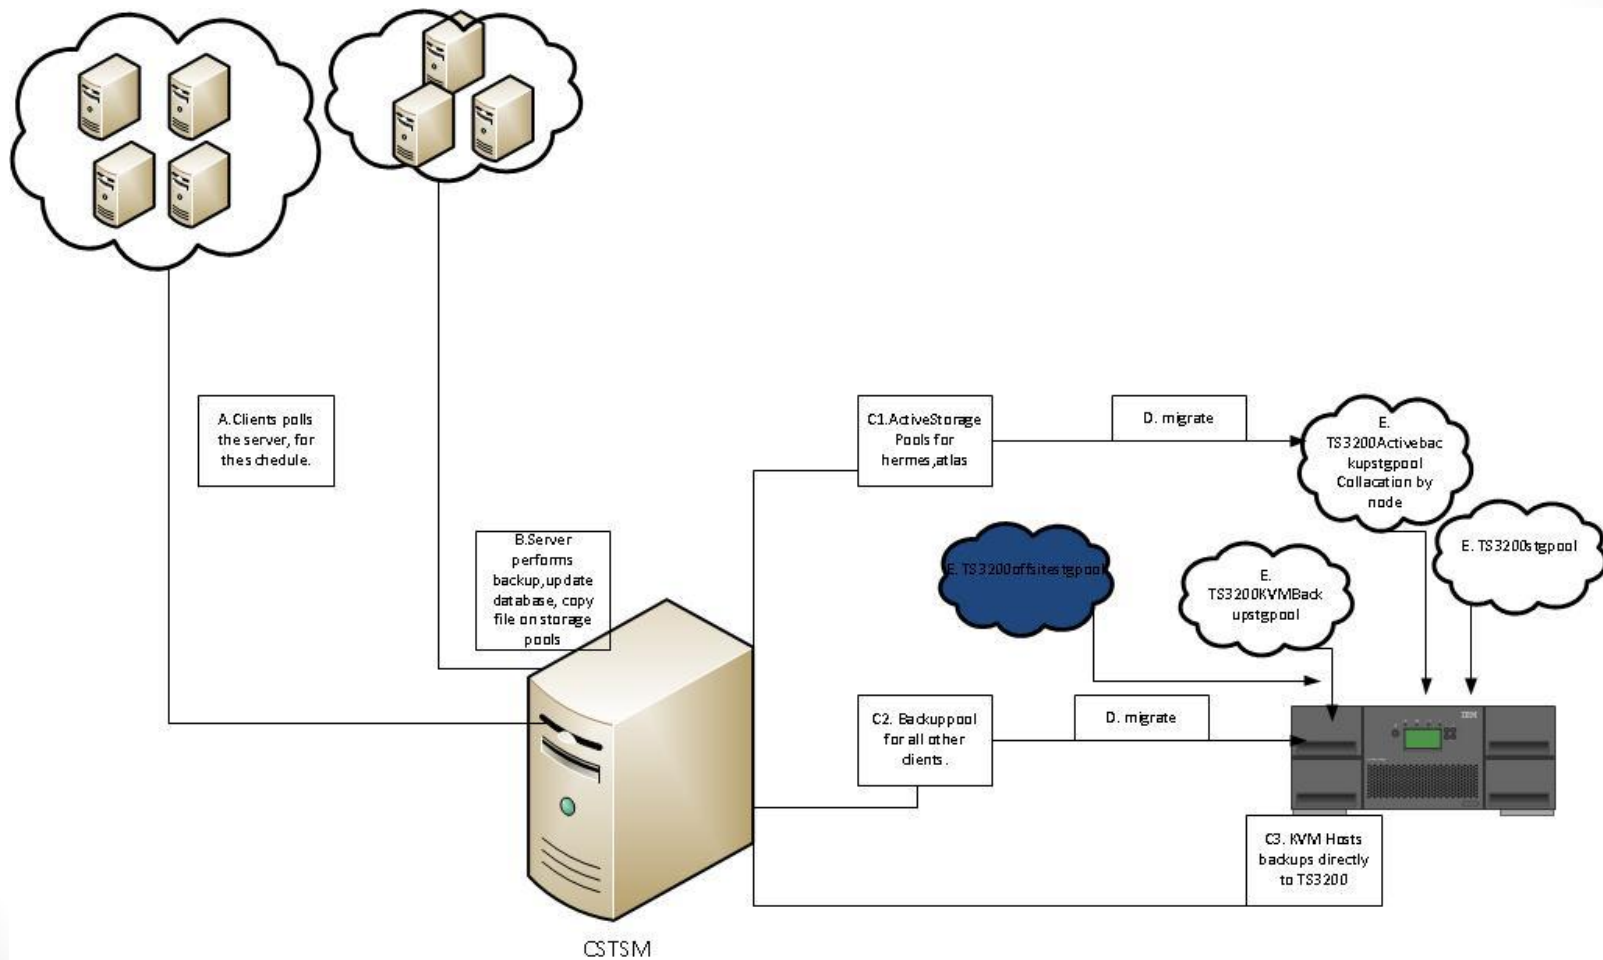 A.Clients polls
the server, for
thes chedule.
B.Server
performs
backup,update
database, copy
file on storage
pools
CSTSM
C1.ActiveStorage
Pools for
hermes,atlas
D. migrate
E.
TS3200Activebac
kupstgpool
Collacation by
node
E. TS3200stgpool
E. TS3200offsitestgpool
E.
TS3200KVMBack
upstgpool
C2. Backuppool
for all other
clients.
D. migrate
IBM
C3. KVM Hosts
backups directly
to TS3200